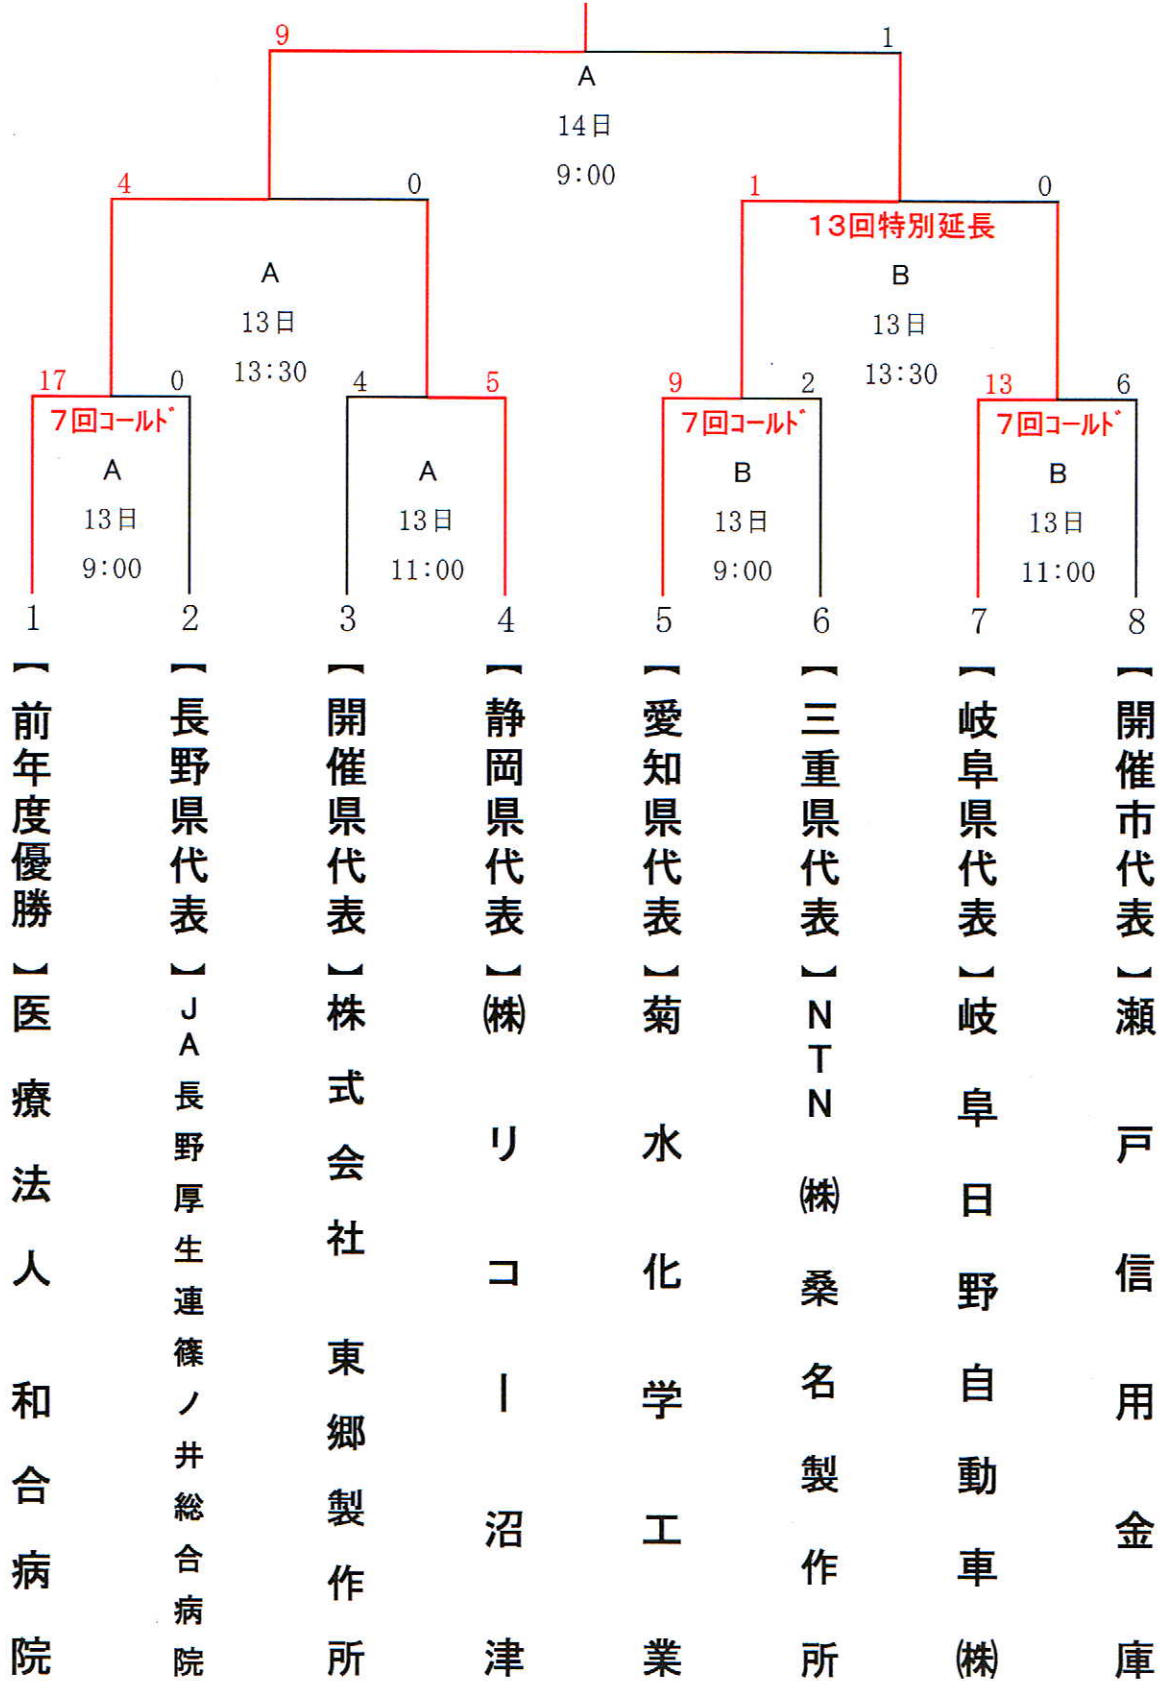 9
1
A
14日
9:00
4
0
1
0
13回特別延長
A
13日
13:30
B
13日
13:30
17
0
4
5
9
2
13
6
7回コールド
7回コールド
7回コールド
A
13日
9:00
A
13日
11:00
B
13日
9:00
B
13日
11:00
1
2
3
4
5
6
7
8
【前年度優勝】医療法人 和合病院
【長野県代表】JA長野厚生連篠ノ井総合病院
【開催県代表】株式会社 東郷製作所
【静岡県代表】㈱リコー沼津
【愛知県代表】菊水化学工業
【三重県代表】NTN㈱桑名製作所
【岐阜県代表】岐阜日野自動車㈱
【開催市代表】瀬戸信用金庫